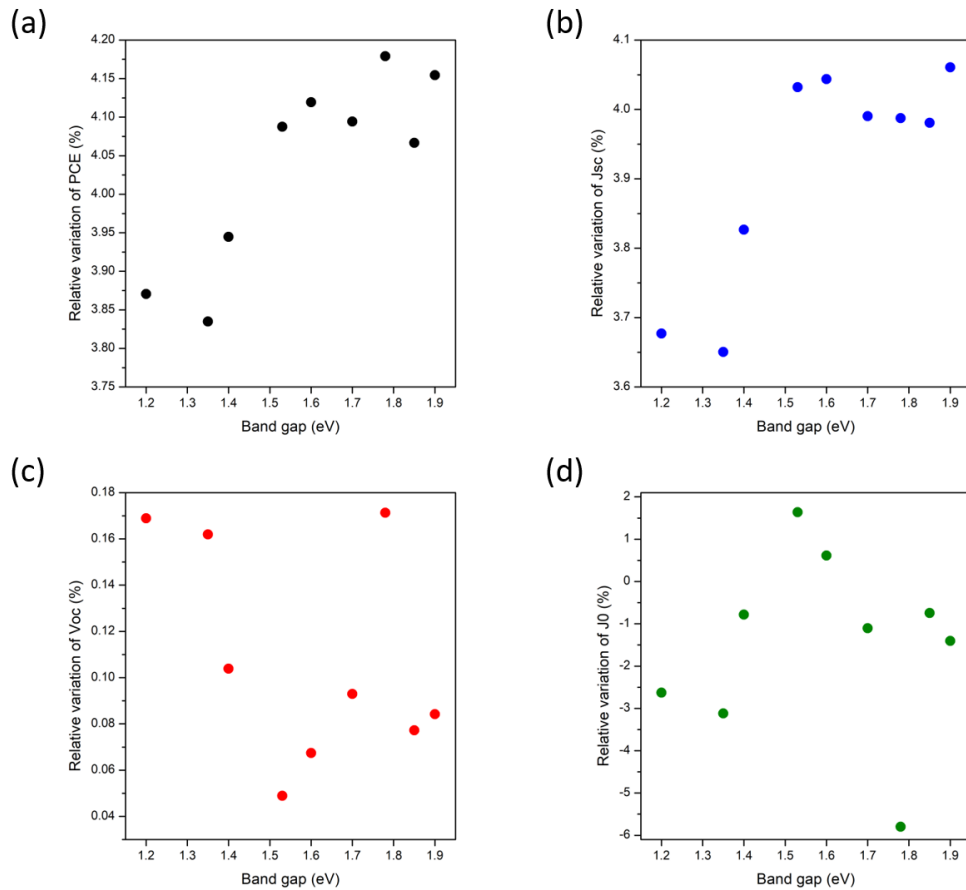 (a)
4.20
4.15
4.10
4.05
4.00
3.95
3.90
3.85
3.80
3.75
Relative variation of PCE (%)
1.2 1.3 1.4 1.5 1.6 1.7 1.8 1.9
Band gap (eV)
(b)
4.1
4.0
3.9
3.8
3.7
3.6
Relative variation of Jsc (%)
1.2 1.3 1.4 1.5 1.6 1.7 1.8 1.9
Band gap (eV)
(c)
0.18
0.16
0.14
0.12
0.10
0.08
0.06
0.04
Relative variation of Voc (%)
1.2 1.3 1.4 1.5 1.6 1.7 1.8 1.9
Band gap (eV)
(d)
2
1
0
-1
-2
-3
-4
-5
-6
Relative variation of J0 (%)
1.2 1.3 1.4 1.5 1.6 1.7 1.8 1.9
Band gap (eV)